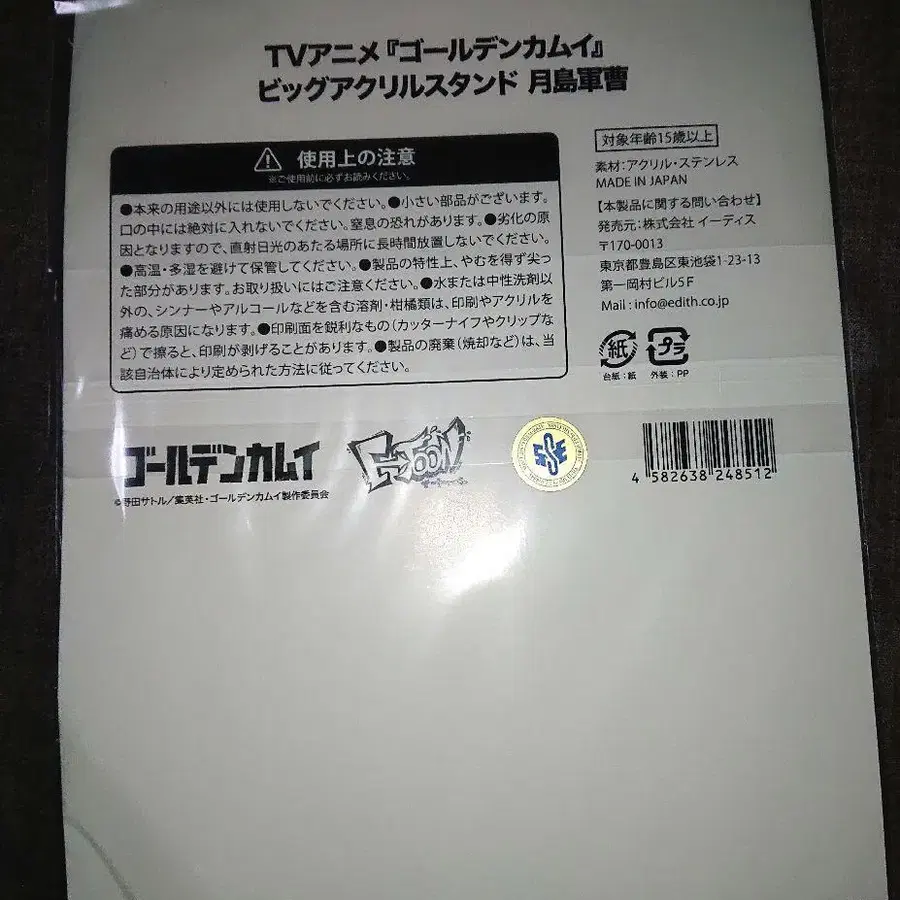 TVアニメ『ゴールデンカムイ』
ビッグアクリルスタンド 月島軍曹
使用上の注意
※ご使用前に必ずお読みください。
●本来の用途以外には使用しないでください。●小さい部品がございます。
口の中には絶対に入れないでください。窒息の恐れがあります。●劣化の原
因となりますので、直射日光のあたる場所に長時間放置しないでください。
●高温・多湿を避けて保管してください。●製品の特性上、やむを得ず尖っ
た部分があります。お取り扱いにはご注意ください。●水または中性洗剤以
外の、シンナーやアルコールなどを含む溶剤・柑橘類は、印刷やアクリルを
痛める原因になります。●印刷面を鋭利なもの(カッターナイフやクリップな
ど)で擦ると、印刷が剥げることがあります。●製品の廃棄(焼却など)は、当
該自治体により定められた方法に従ってください。
対象年齢15歳以上
素材:アクリル・ステンレス
MADE IN JAPAN
【本製品に関する問い合わせ】
発売元:株式会社 イーディス
〒170-0013
東京都豊島区東池袋1-23-13
第一岡村ビル5F
Mail : info@edith.co.jp
紙
プラ
台紙:紙
外装:PP
ゴールデンカムイ
©野田サトル/集英社・ゴールデンカムイ製作委員会
4 582638 248512